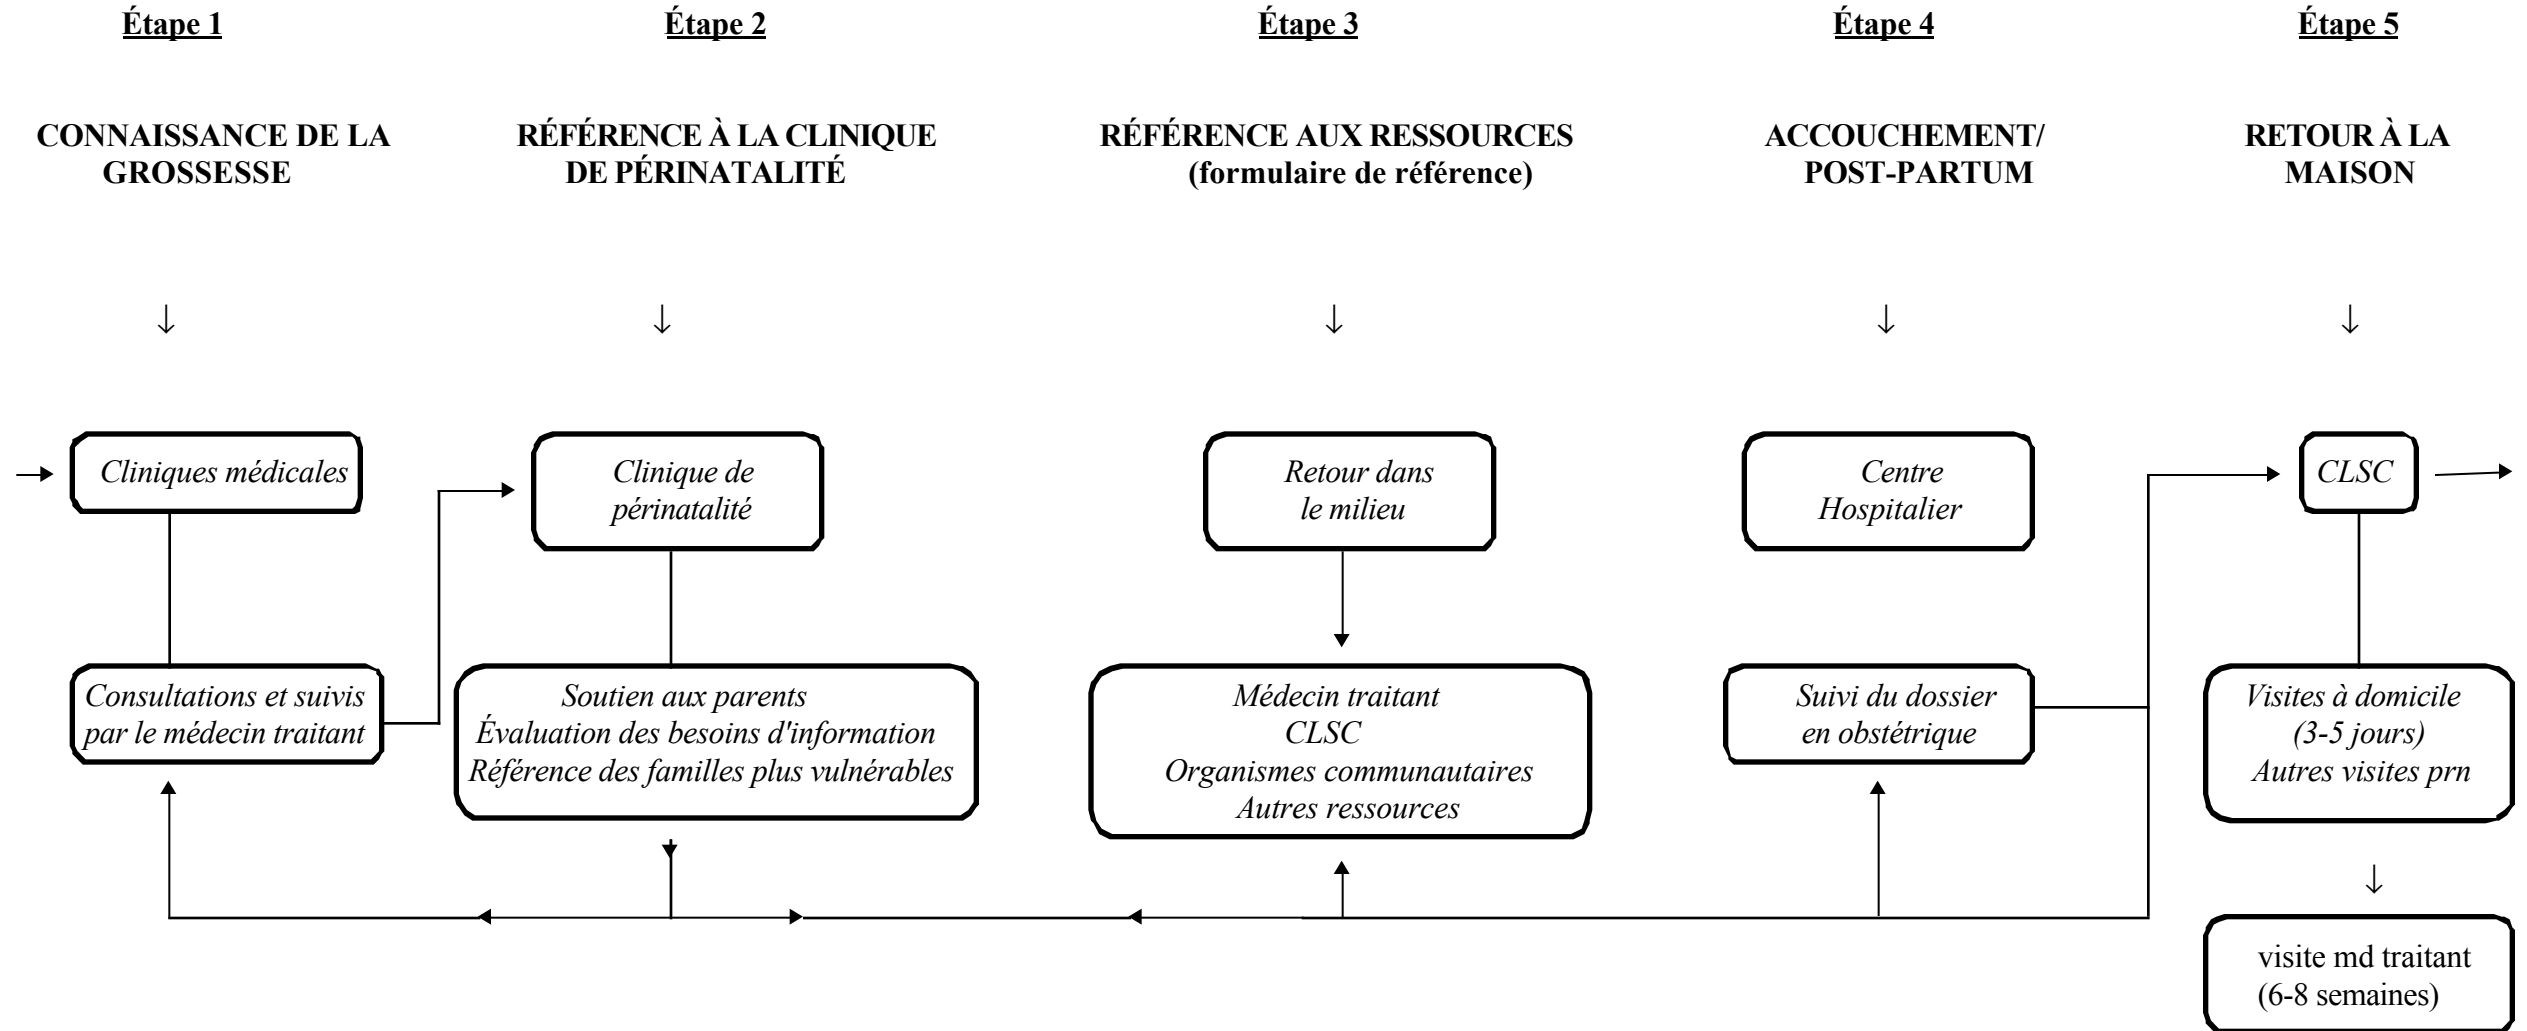 Étape 1
Étape 2
Étape 3
Étape 4
Étape 5
CONNAISSANCE DE LA
GROSSESSE
RÉFÉRENCE À LA CLINIQUE
DE PÉRINATALITÉ
RÉFÉRENCE AUX RESSOURCES
(formulaire de référence)
ACCOUCHEMENT/
POST-PARTUM
RETOUR À LA
MAISON
Cliniques médicales
Clinique de
périnatalité
Retour dans
le milieu
Centre
Hospitalier
CLSC
Consultations et suivis
par le médecin traitant
Soutien aux parents
Évaluation des besoins d'information
Référence des familles plus vulnérables
Médecin traitant
CLSC
Organismes communautaires
Autres ressources
Suivi du dossier
en obstétrique
Visites à domicile
(3-5 jours)
Autres visites prn
visite md traitant
(6-8 semaines)